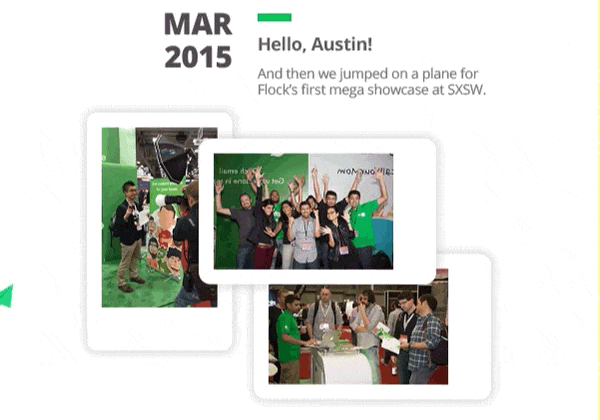 MAR
2015
Hello, Austin!
And then we jumped on a plane for
Flock's first mega showcase at SXSW.